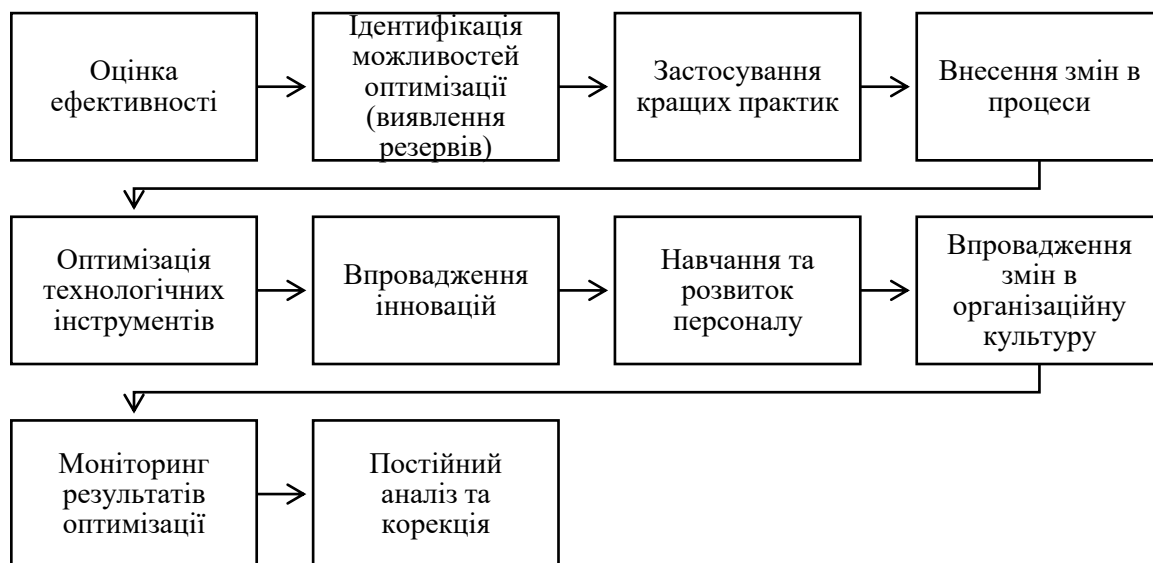 Оцінка
ефективності
Ідентифікація
можливостей
оптимізації
(виявлення
резервів)
Застосування
кращих практик
Внесення змін в
процеси
Оптимізація
технологічних
інструментів
Впровадження
інновацій
Навчання та
розвиток
персоналу
Впровадження
змін в
організаційну
культуру
Моніторинг
результатів
оптимізації
Постійний
аналіз та
корекція